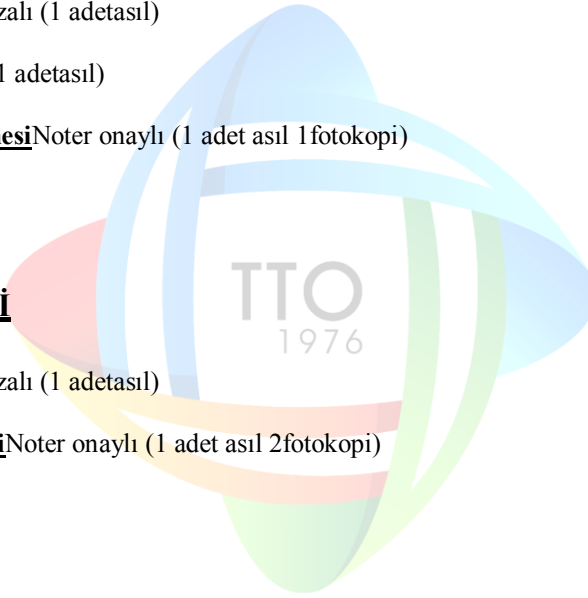 zalı (1 adetasıl)
1 adetasıl)
nesiNoter onaylı (1 adet asıl 1fotokopi)
TTO
1976
İ
zalı (1 adetasıl)
iNoter onaylı (1 adet asıl 2fotokopi)